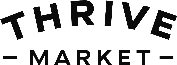 THRIVE
– MARKET –